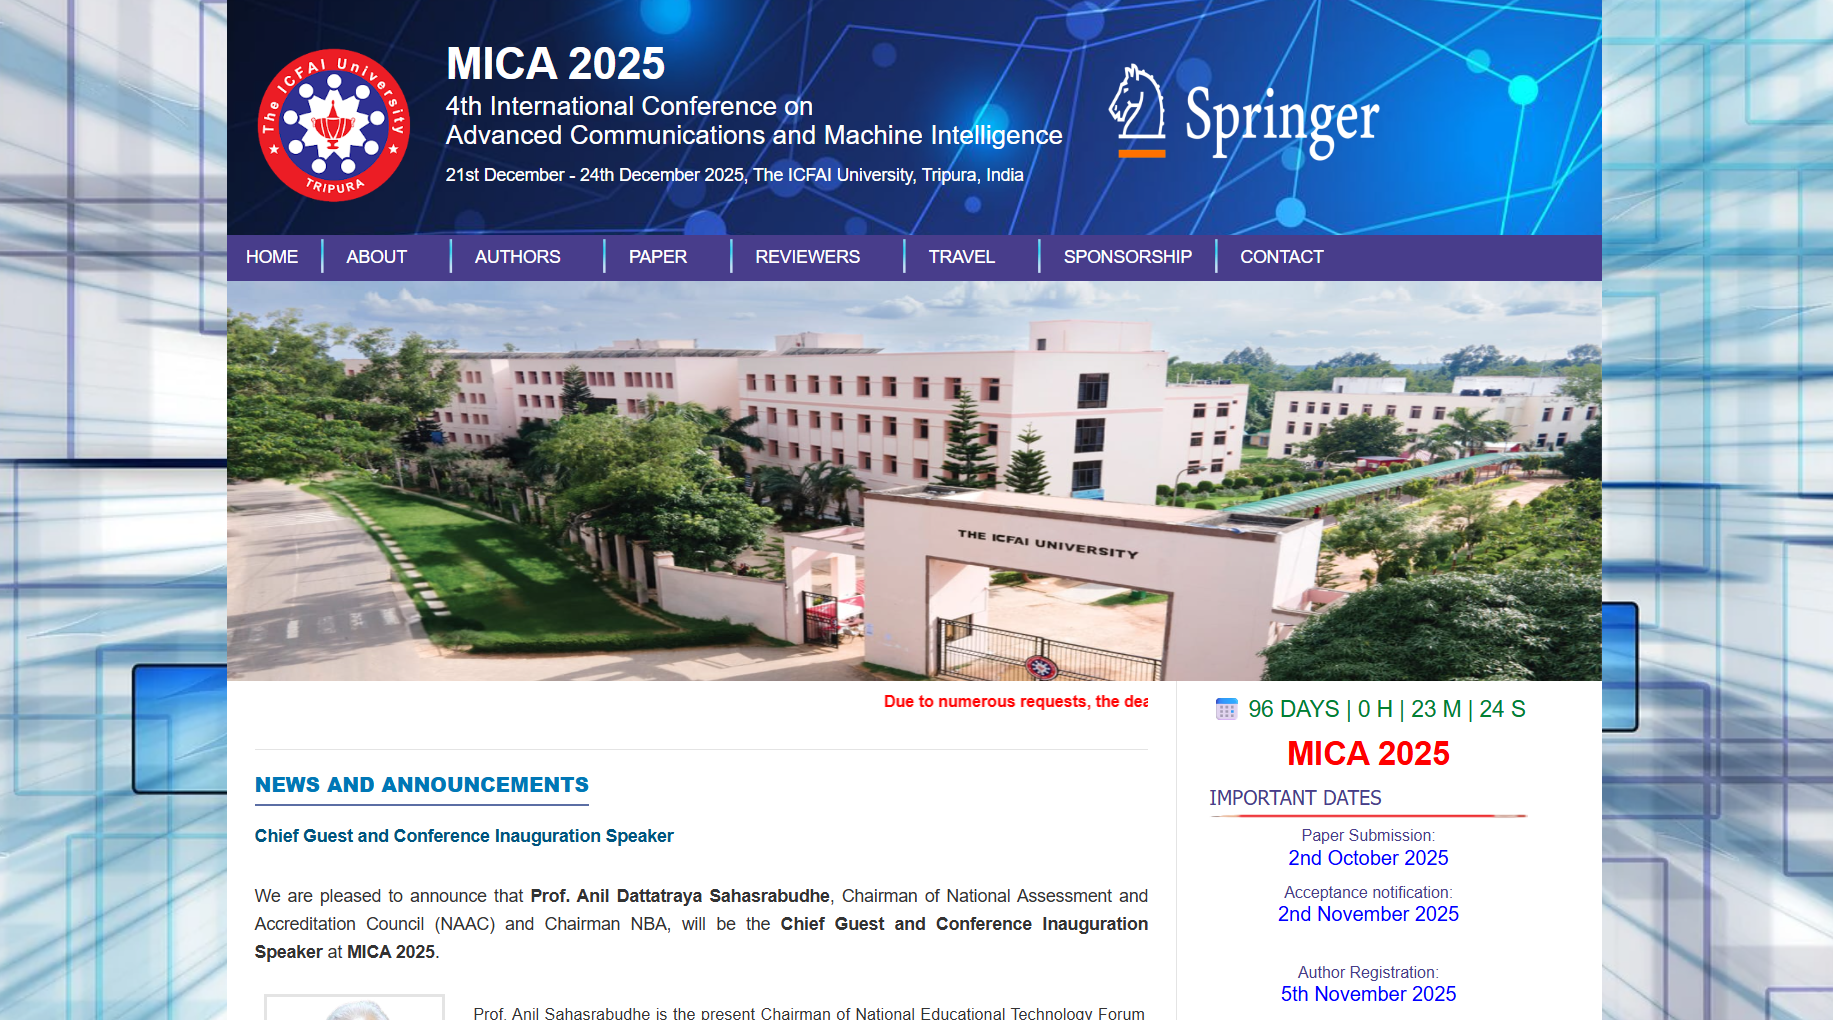 The ICFAI University
TRIPURA
MICA 2025
4th International Conference on
Advanced Communications and Machine Intelligence
21st December - 24th December 2025, The ICFAI University, Tripura, India
Springer
HOME ABOUT AUTHORS PAPER REVIEWERS TRAVEL SPONSORSHIP CONTACT
THE ICFAI UNIVERSITY
Due to numerous requests, the dea
NEWS AND ANNOUNCEMENTS
Chief Guest and Conference Inauguration Speaker
We are pleased to announce that Prof. Anil Dattatraya Sahasrabudhe, Chairman of National Assessment and
Accreditation Council (NAAC) and Chairman NBA, will be the Chief Guest and Conference Inauguration
Speaker at MICA 2025.
Prof. Anil Sahasrabudhe is the present Chairman of National Educational Technology Forum
96 DAYS | 0 H | 23 M | 24 S
MICA 2025
IMPORTANT DATES
Paper Submission:
2nd October 2025
Acceptance notification:
2nd November 2025
Author Registration:
5th November 2025